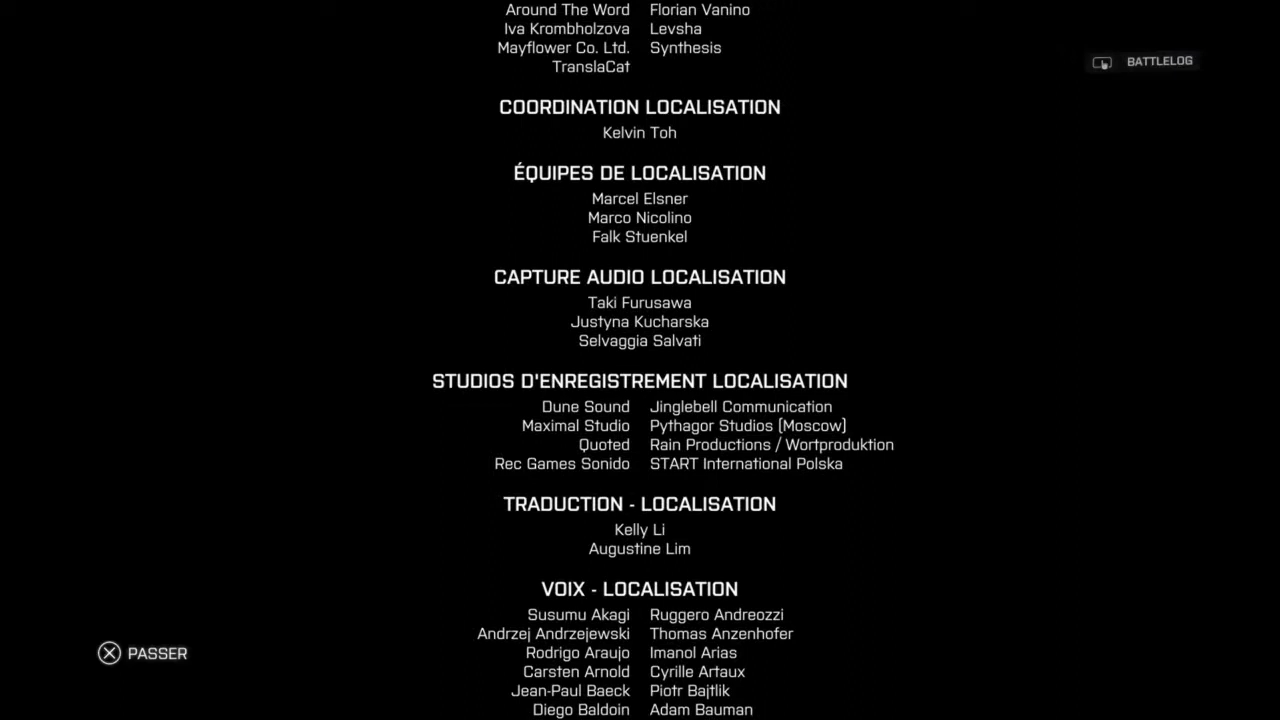 Around The Word Florian Vanino
Iva Krombholzova Levsha
Mayflower Co. Ltd. Synthesis
TranslaCat
BATTLELOG
COORDINATION LOCALISATION
Kelvin Toh
ÉQUIPES DE LOCALISATION
Marcel Elsner
Marco Nicolino
Falk Stuenkel
CAPTURE AUDIO LOCALISATION
Taki Furusawa
Justyna Kucharska
Selvaggia Salvati
STUDIOS D'ENREGISTREMENT LOCALISATION
Dune Sound Jinglebell Communication
Maximal Studio Pythagor Studios (Moscow)
Quoted Rain Productions / Wortproduktion
Rec Games Sonido START International Polska
TRADUCTION - LOCALISATION
Kelly Li
Augustine Lim
VOIX - LOCALISATION
Susumu Akagi Ruggero Andreozzi
Andrzej Andrzejewski Thomas Anzenhofer
Rodrigo Araujo Imanol Arias
PASSER
Carsten Arnold Cyrille Artaux
Jean-Paul Baeck Piotr Bajtlik
Diego Baldoin Adam Bauman